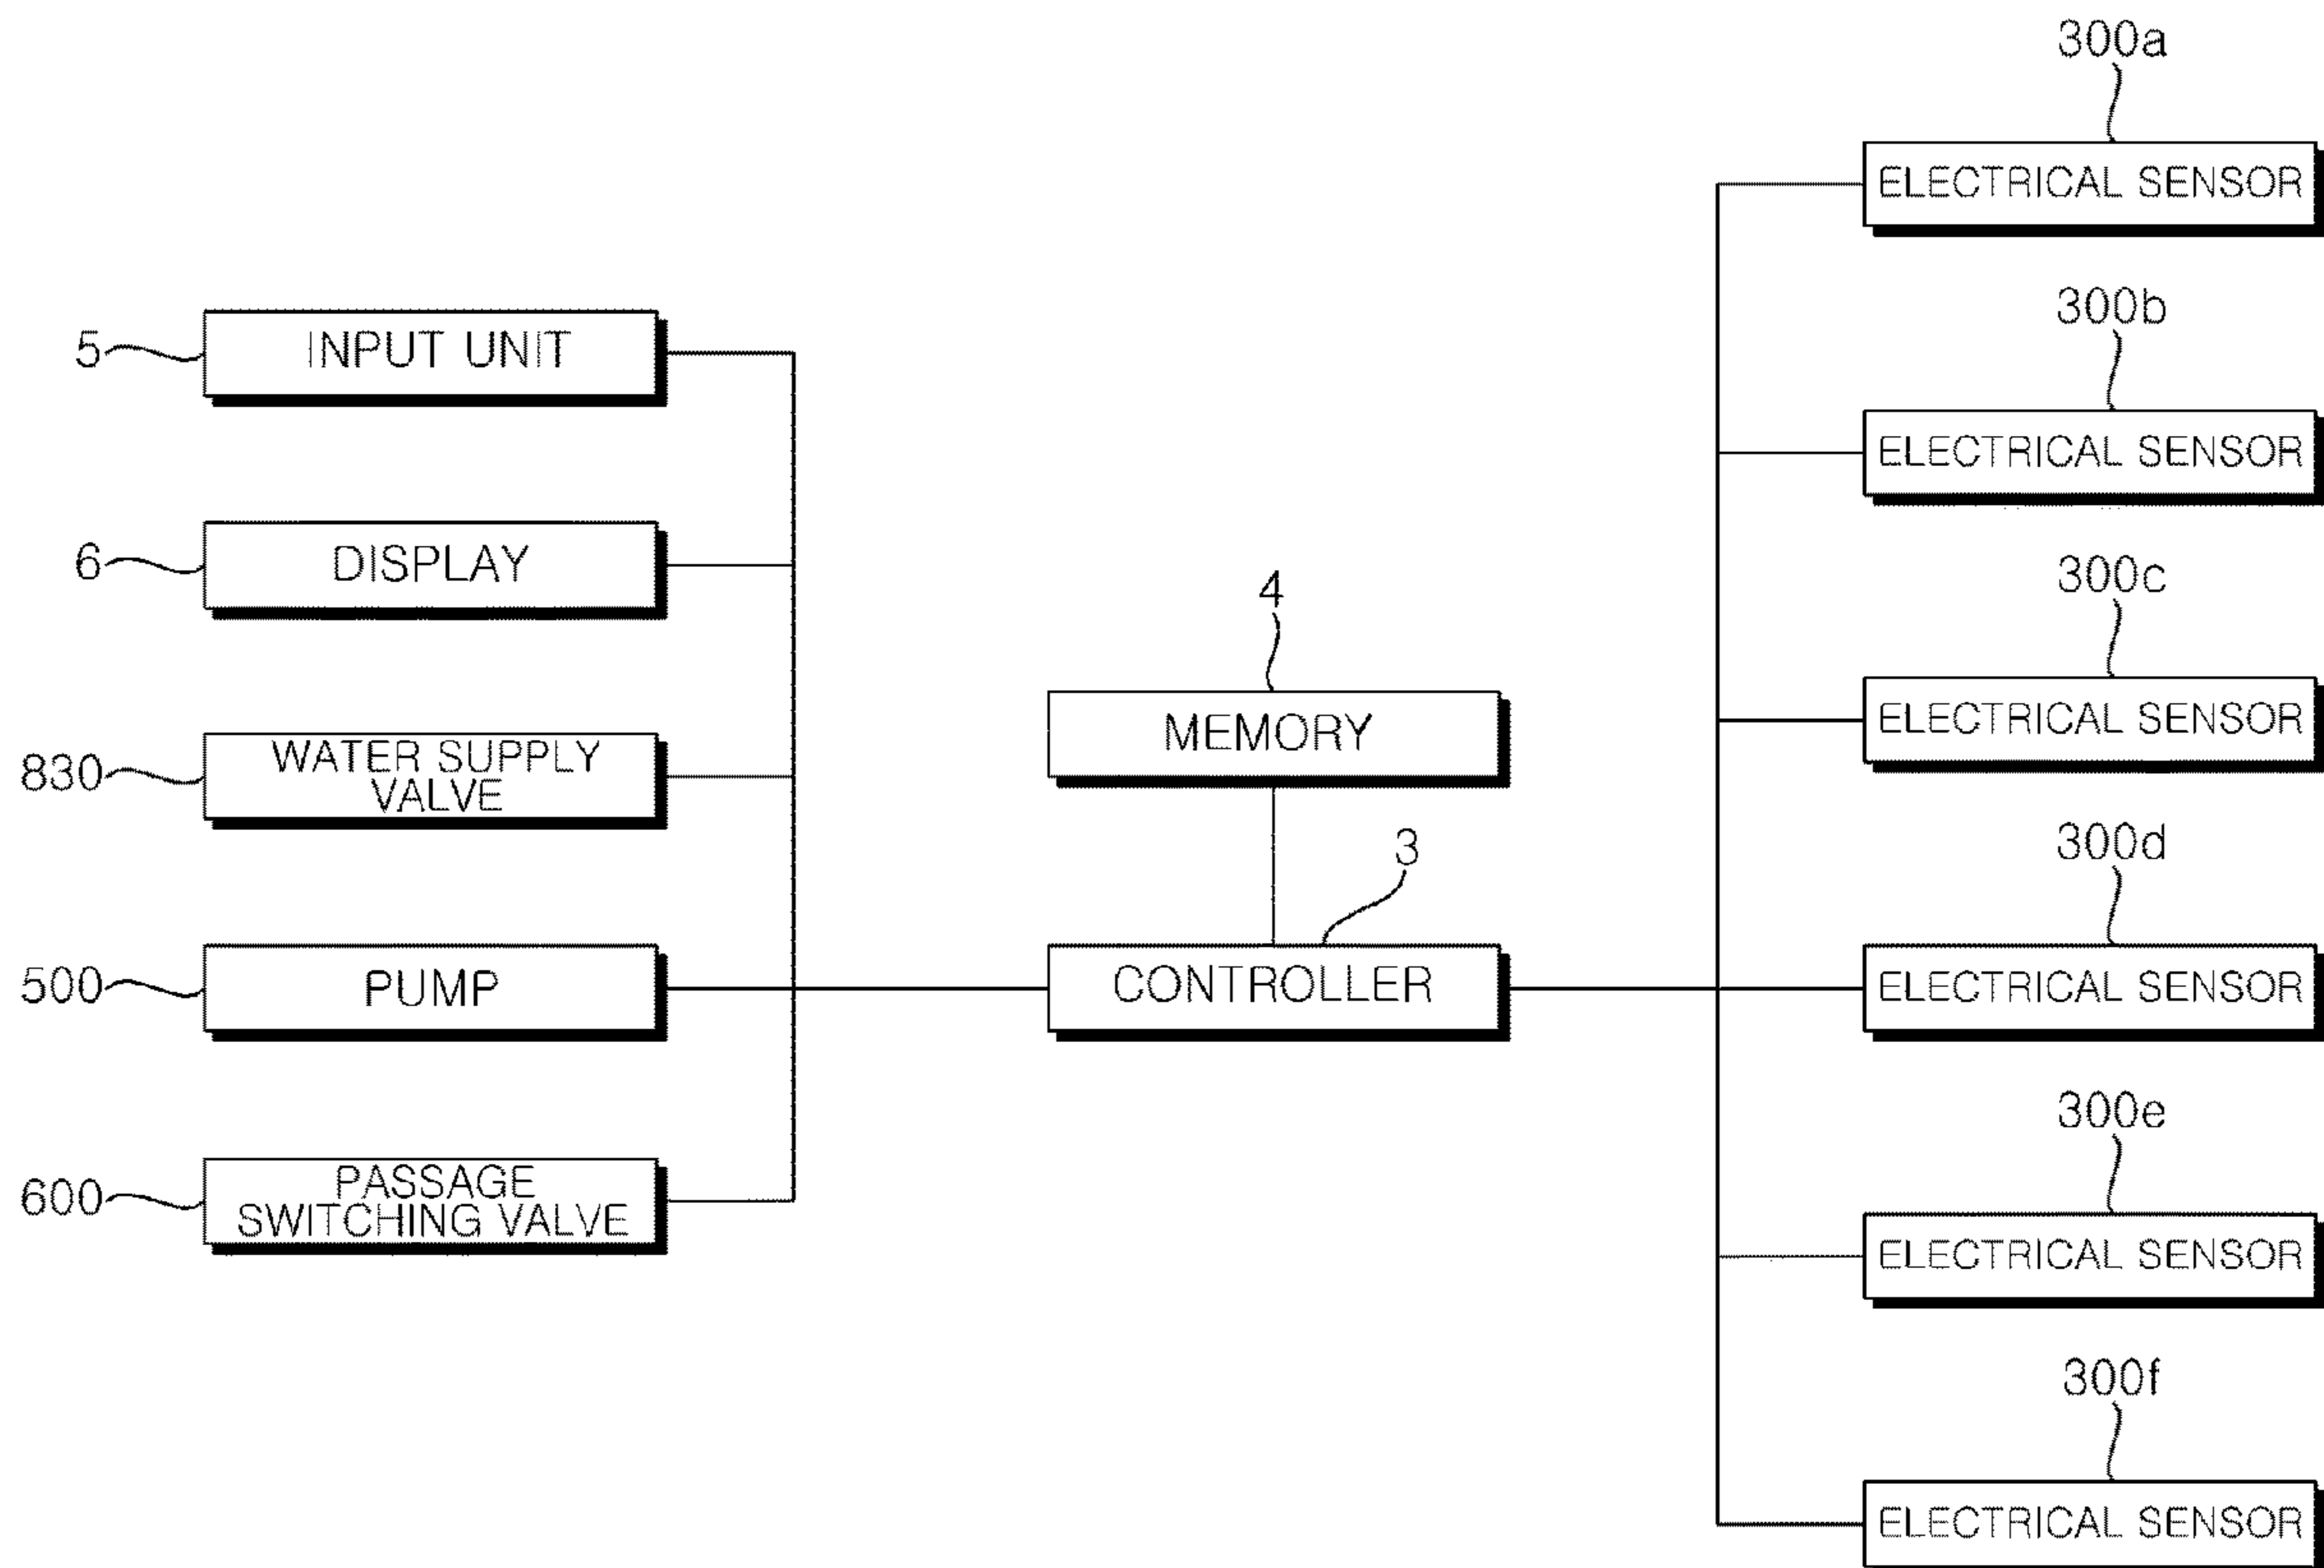 300a
ELECTRICAL SENSOR
300b
5
INPUT UNIT
ELECTRICAL SENSOR
6
DISPLAY
300c
4
830
WATER SUPPLY
VALVE
MEMORY
ELECTRICAL SENSOR
3
300d
500
PUMP
CONTROLLER
ELECTRICAL SENSOR
300e
600
PASSAGE
SWITCHING VALVE
ELECTRICAL SENSOR
300f
ELECTRICAL SENSOR